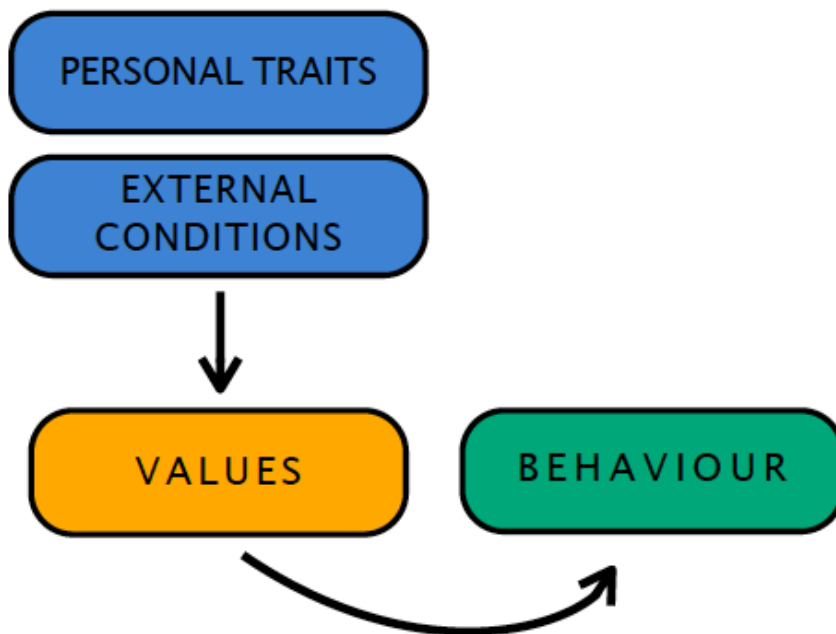 PERSONAL TRAITS
EXTERNAL
CONDITIONS
VALUES
BEHAVIOUR